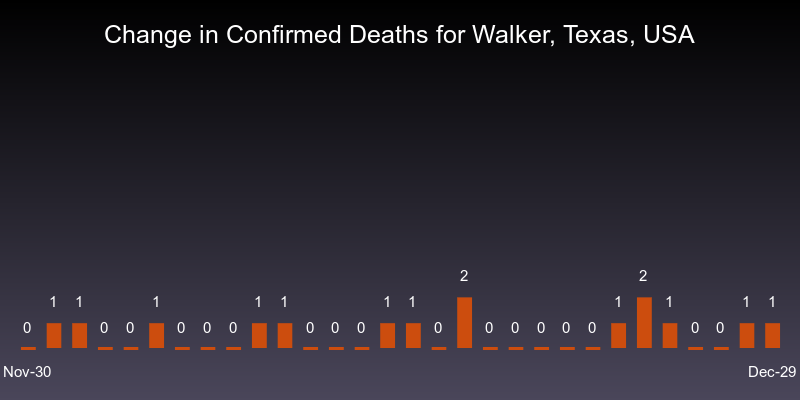 Change in Confirmed Deaths for Walker, Texas, USA
0 1 1 0 0 1 0 0 0 1 1 0 0 0 1 1 0 2 0 0 0 0 0 1 2 1 0 0 1 1
Nov-30 Dec-29